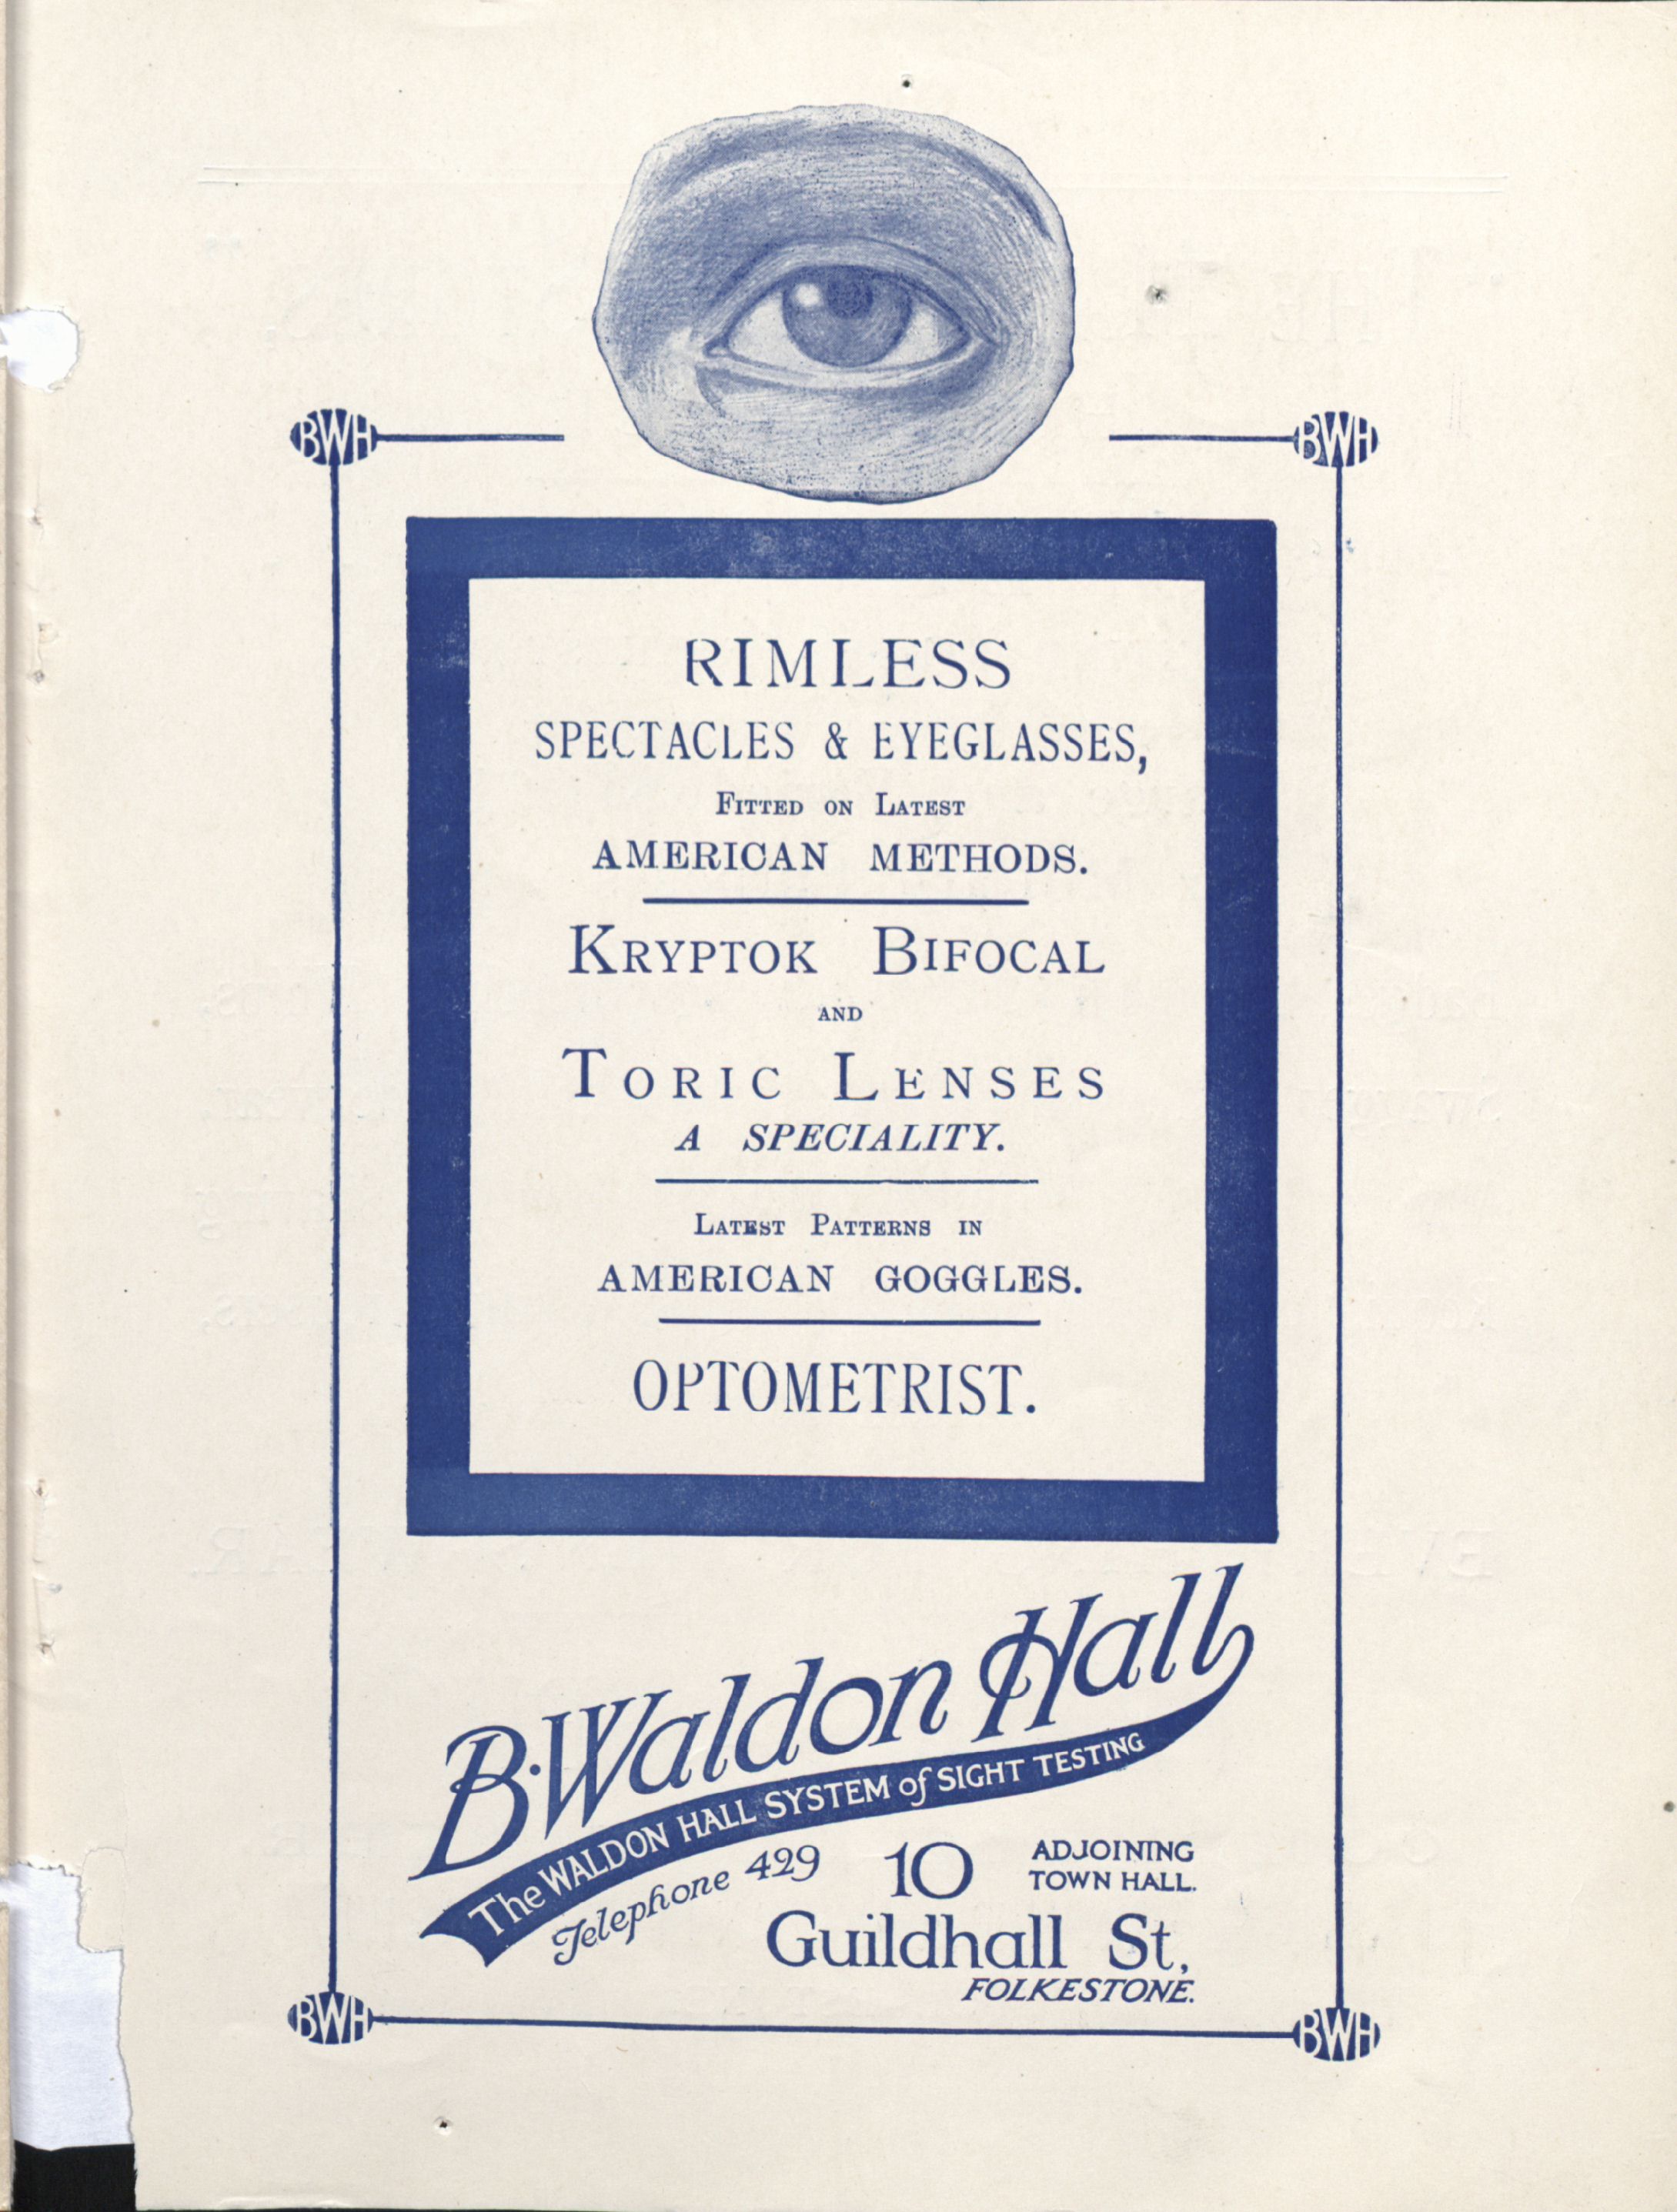 BWH
BWH
RIMLESS
SPECTACLES & EYEGLASSES,
FITTED ON LATEST
AMERICAN METHODS.
KRYPTOK BIFOCAL
AND
TORIC LENSES
A SPECIALITY.
LATEST PATTERNS IN
AMERICAN GOGGLES.
OPTOMETRIST.
B. Waldon Hall
The WALDON HALL SYSTEM of SIGHT TESTING
Telephone 429
10
ADJOINING
TOWN HALL.
Guildhall St,
FOLKESTONE.
BWH
BWH